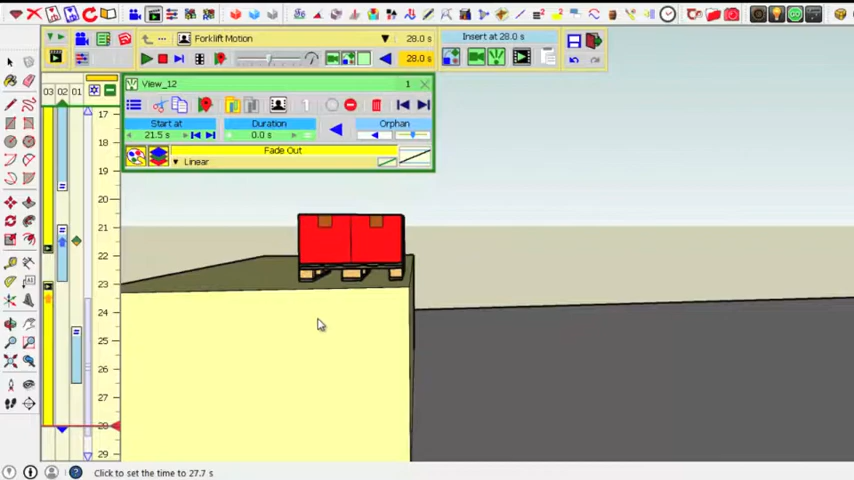 Forklift Motion
28.0 s
Insert at 28.0 s
28.0 s
View_12
1
03
02
01
Start at
Duration
Orphan
21.5 s
0.0 s
Fade Out
Linear
17
18
19
20
21
22
23
24
25
26
27
28
29
Click to set the time to 27.7 s